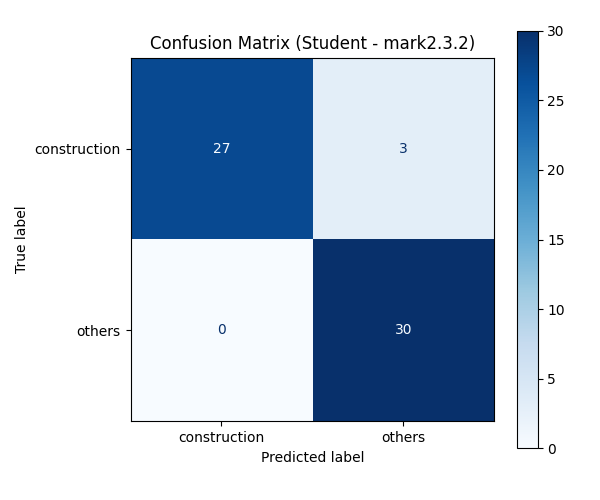 Confusion Matrix (Student - mark2.3.2)
True label
construction
27
3
others
0
30
construction
others
Predicted label
30
25
20
15
10
5
0